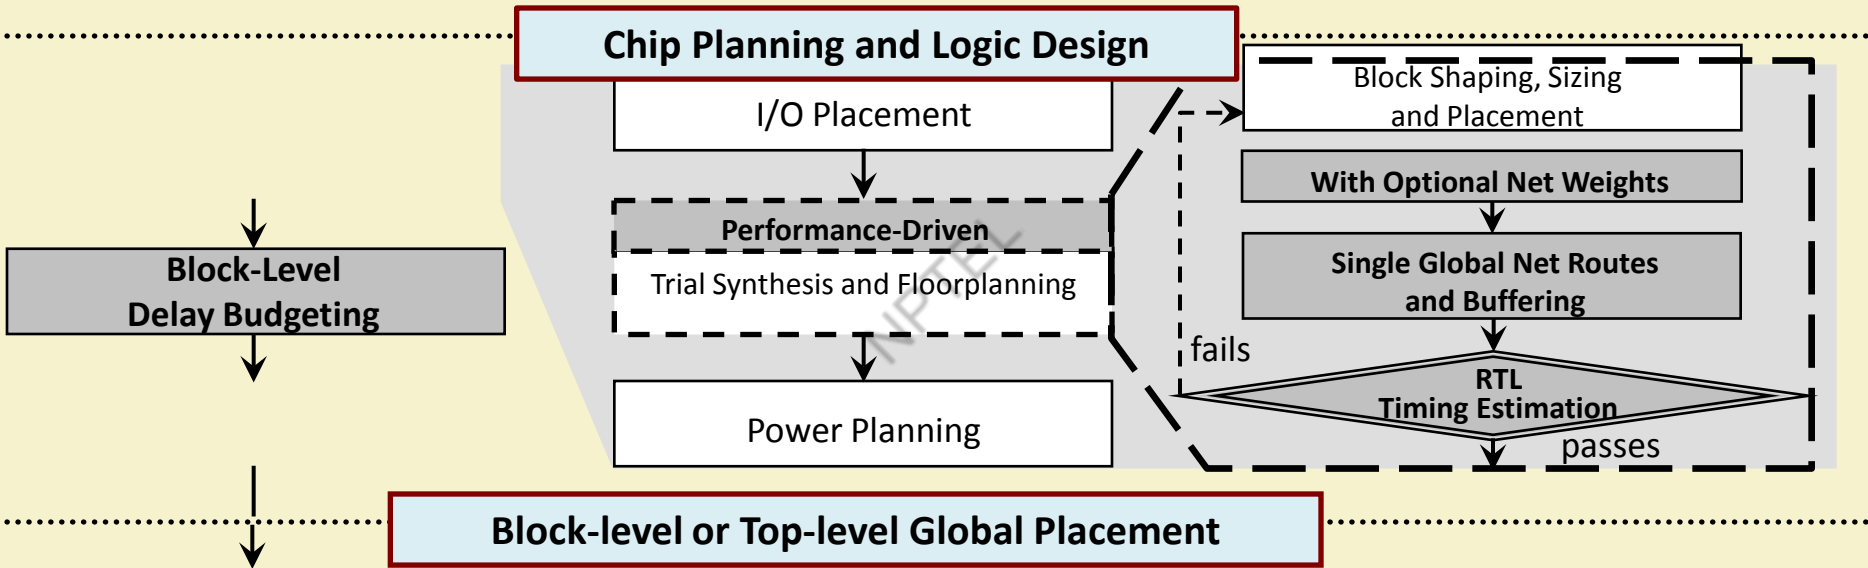 Chip Planning and Logic Design
I/O Placement
Performance-Driven
Trial Synthesis and Floorplanning
Power Planning
Block-Level
Delay Budgeting
Block Shaping, Sizing
and Placement
With Optional Net Weights
Single Global Net Routes
and Buffering
fails
RTL
Timing Estimation
passes
NPTEL
Block-level or Top-level Global Placement